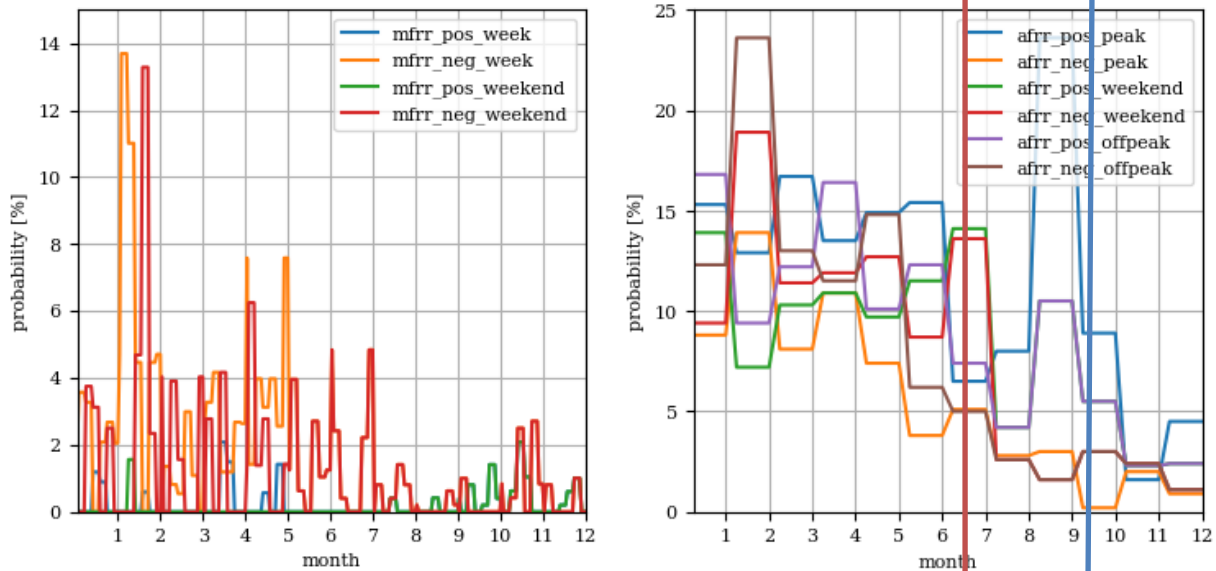 14
12
10
8
6
4
2
0
probability [%]
mfrr_pos_week
mfrr_neg_week
mfrr_pos_weekend
mfrr_neg_weekend
1 2 3 4 5 6 7 8 9 10 11 12
month
25
20
15
10
5
0
probability [%]
afrr_pos_peak
afrr_neg_peak
afrr_pos_weekend
afrr_neg_weekend
afrr_pos_offpeak
afrr_neg_offpeak
1 2 3 4 5 6 7 8 9 10 11 12
month